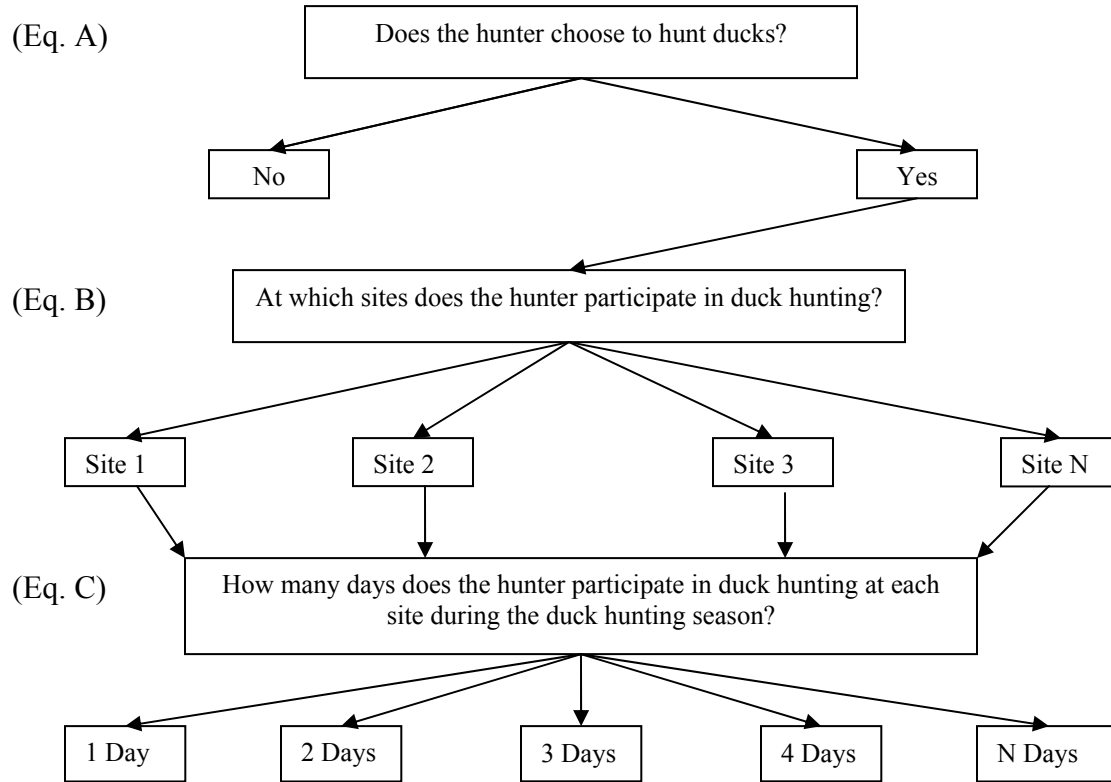 (Eq. A)
Does the hunter choose to hunt ducks?
No
Yes
(Eq. B)
At which sites does the hunter participate in duck hunting?
Site 1
Site 2
Site 3
Site N
(Eq. C)
How many days does the hunter participate in duck hunting at each
site during the duck hunting season?
1 Day
2 Days
3 Days
4 Days
N Days